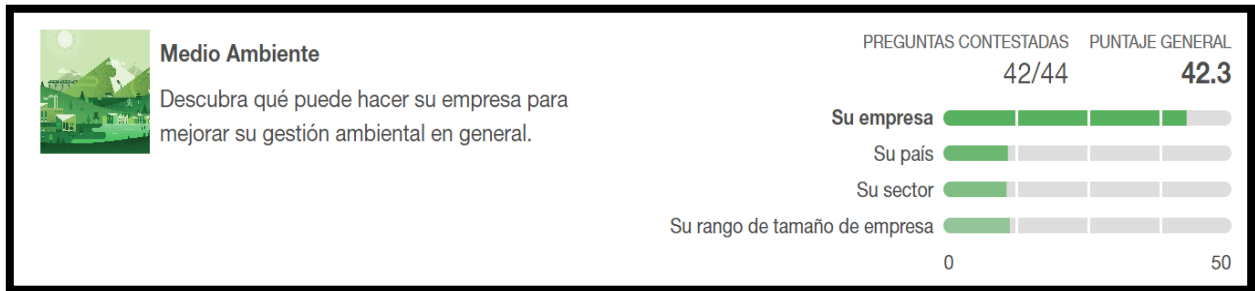 Medio Ambiente
Descubra qué puede hacer su empresa para
mejorar su gestión ambiental en general.
PREGUNTAS CONTESTADAS PUNTAJE GENERAL
42/44 42.3
Su empresa
Su país
Su sector
Su rango de tamaño de empresa
0 50